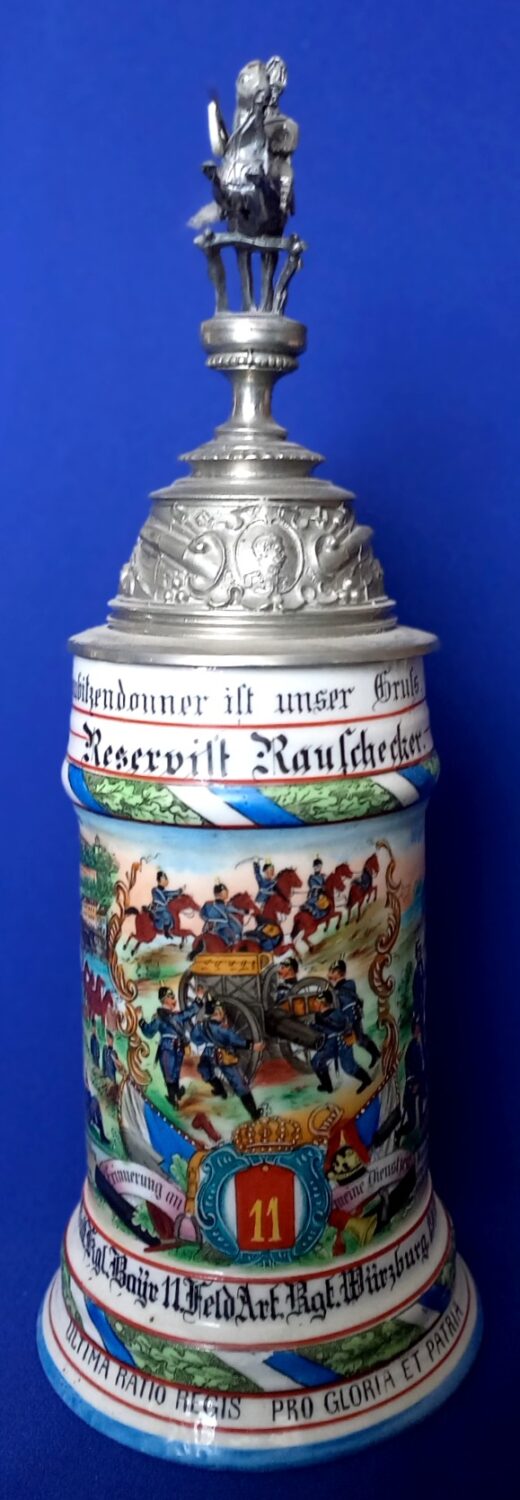 bitzendonner ist unser Gruſs.
Reservist Rauschecker.
Erinnerung an meine Dienstzeit
11
Kgl. Bayr 11. Feld Art. Rgt. Würzburg
ULTIMA RATIO REGIS PRO GLORIA ET PATRIA